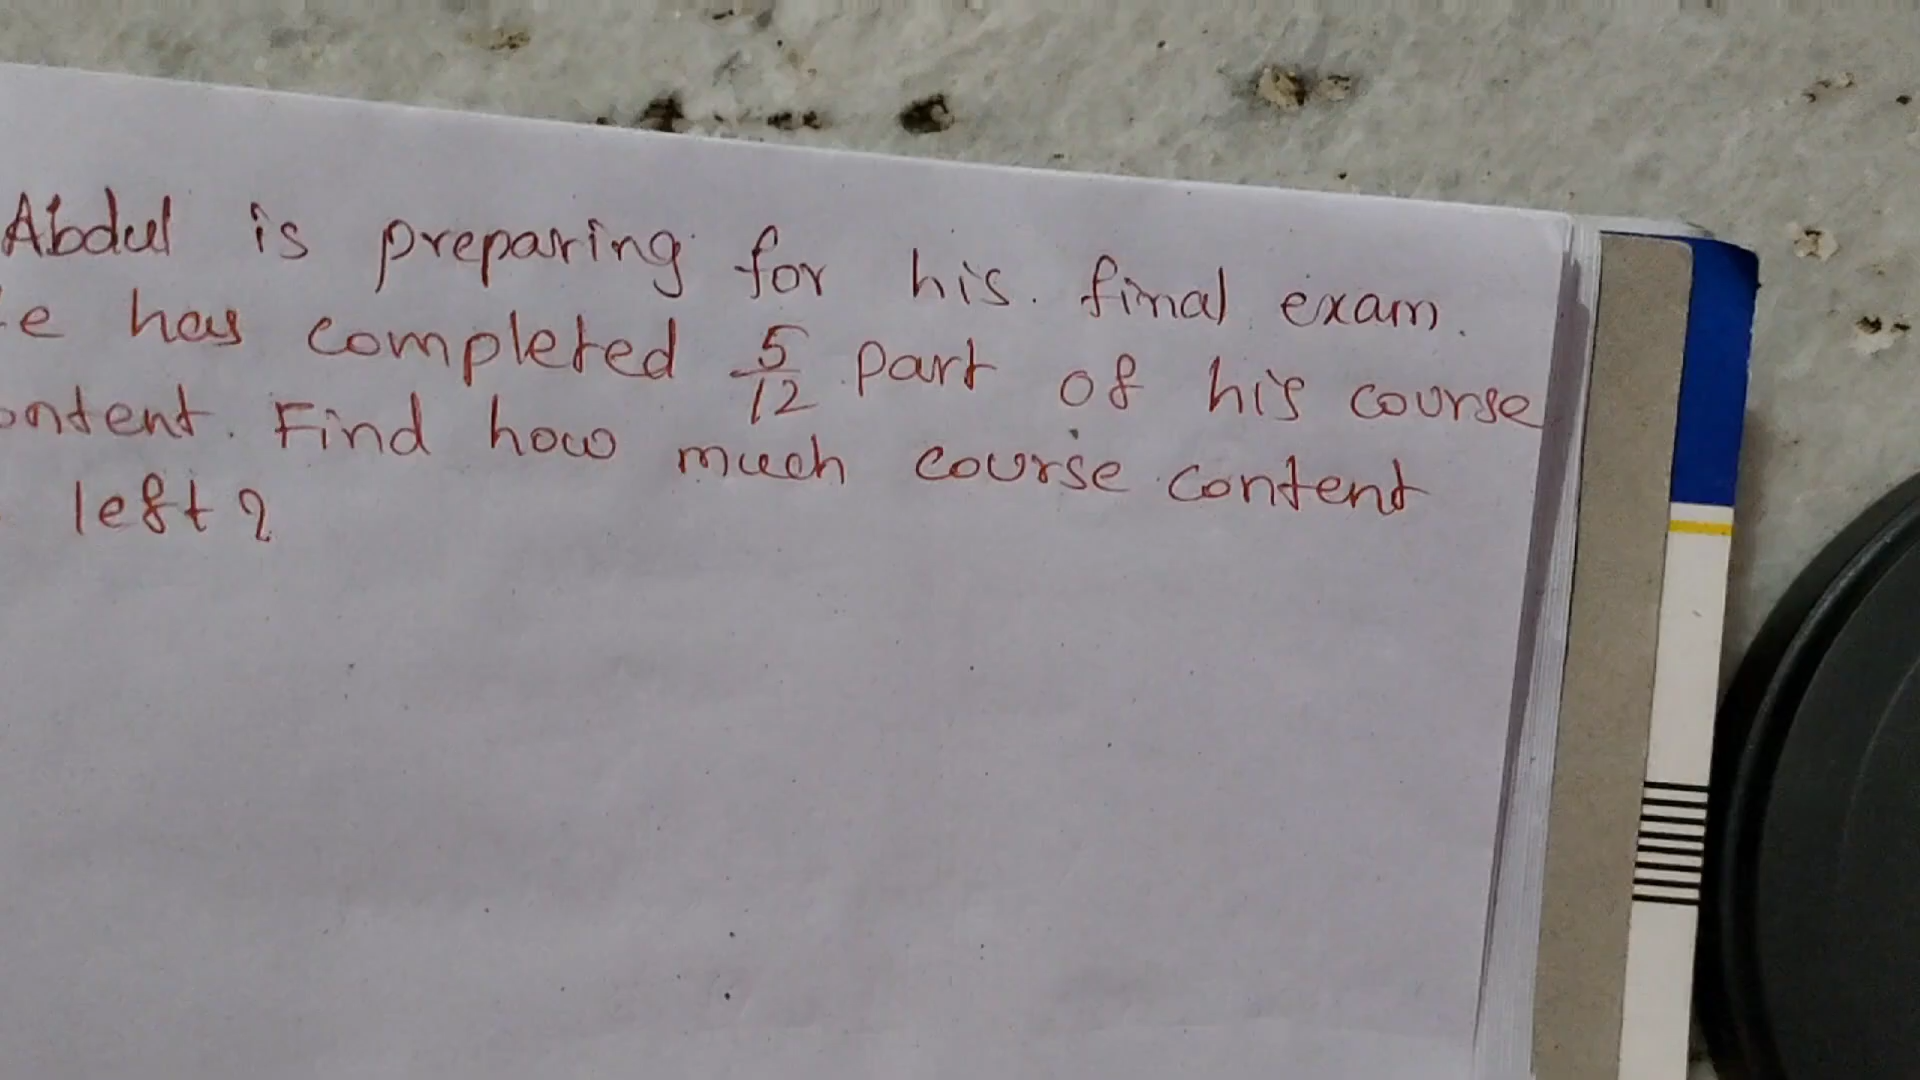 Abdul is preparing for his. final exam.
e has completed 5/12 part of his course
ontent. Find how much course content
left?